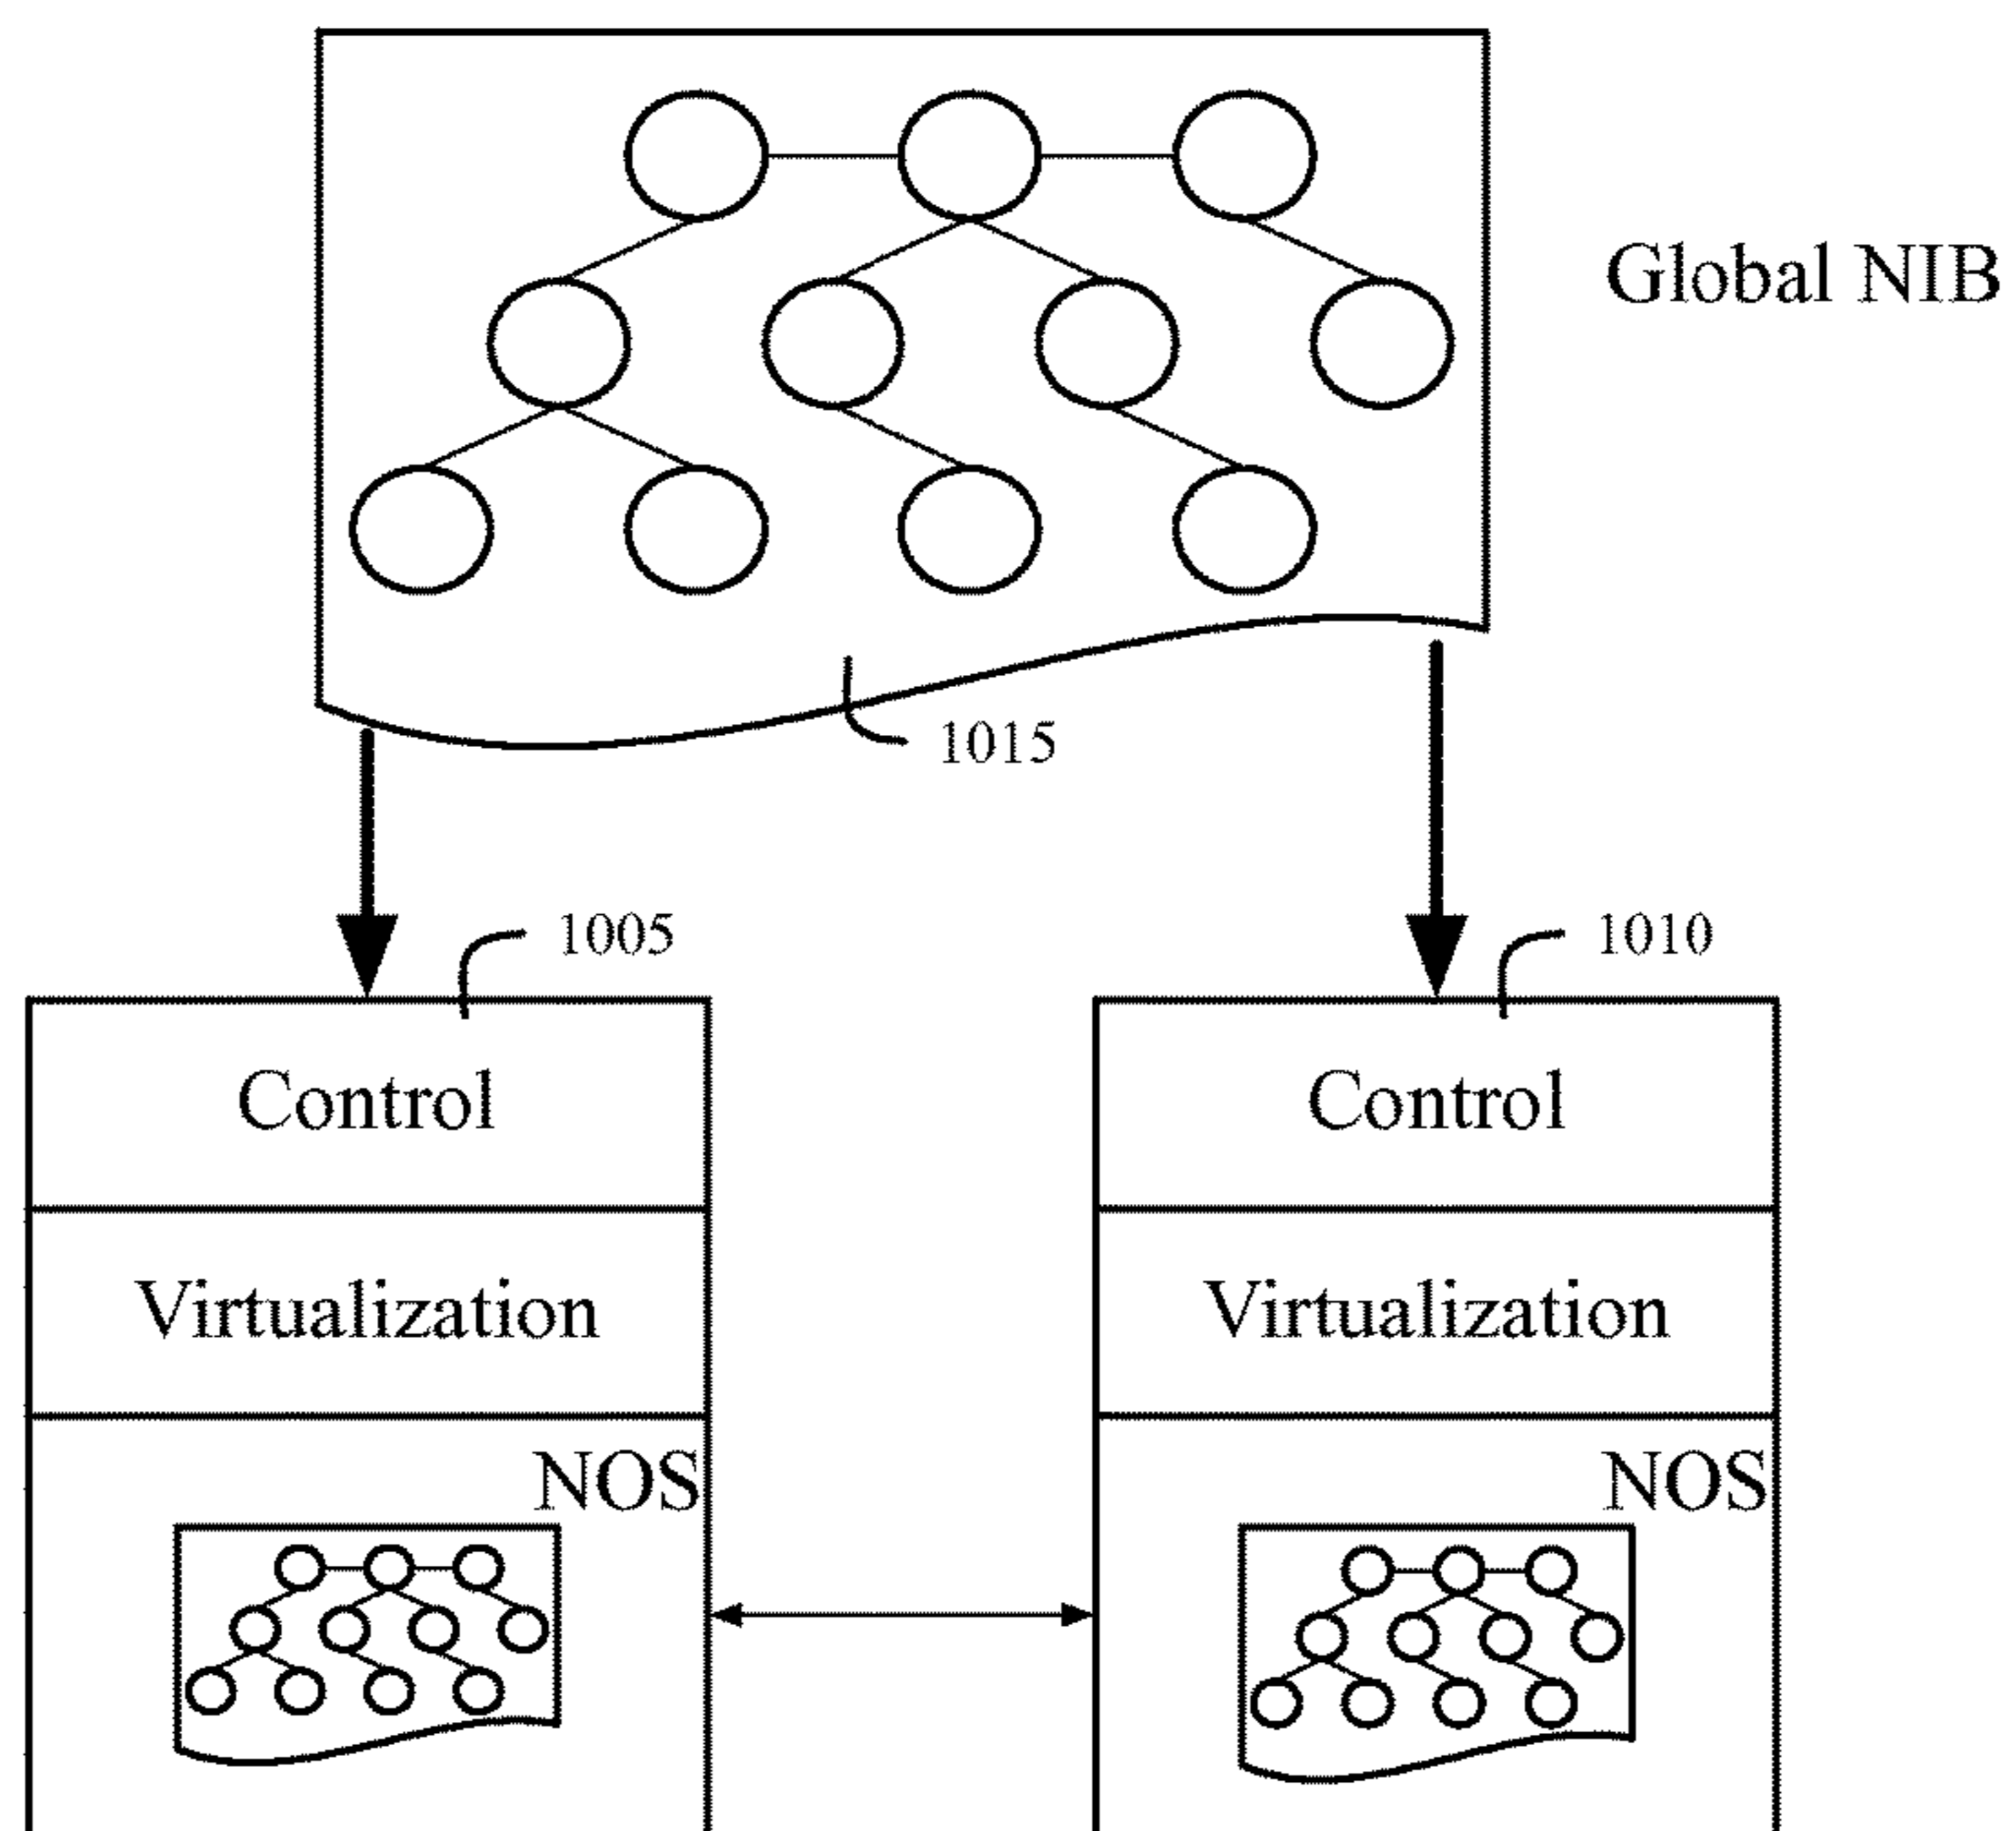 Global NIB
1015
1005
1010
Control
Control
Virtualization
Virtualization
NOS
NOS